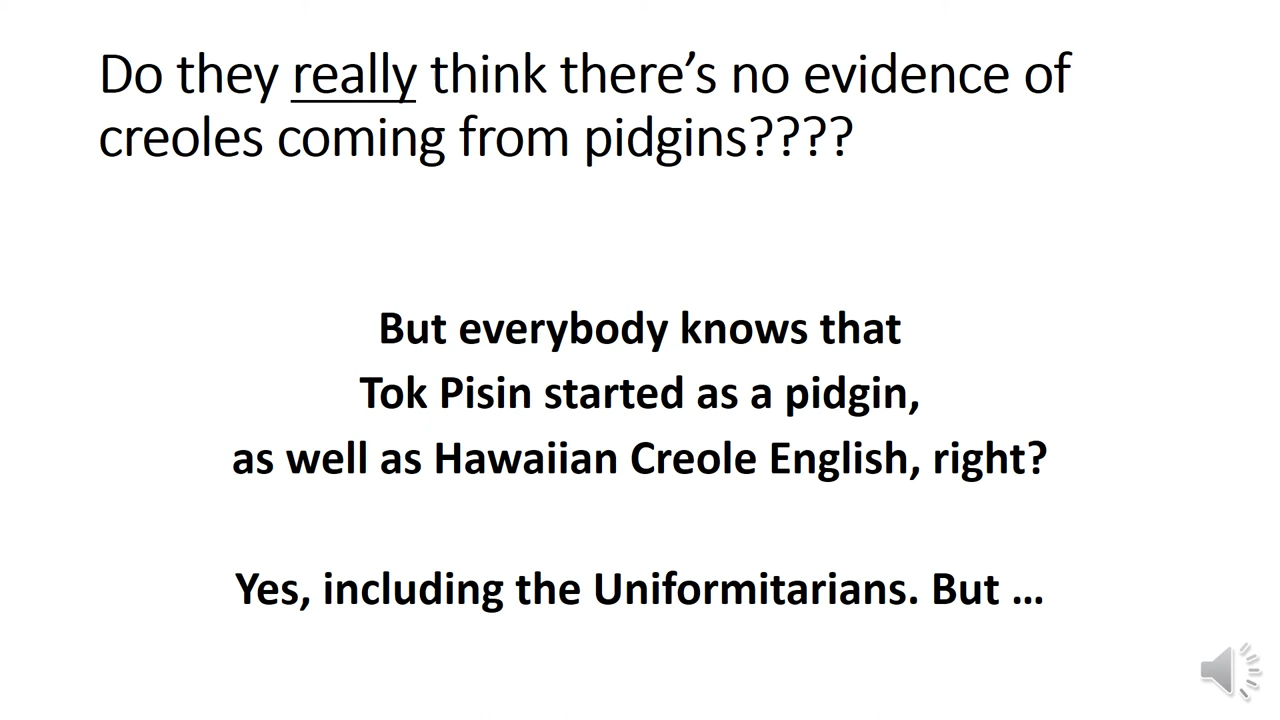 Do they really think there’s no evidence of
creoles coming from pidgins????
But everybody knows that
Tok Pisin started as a pidgin,
as well as Hawaiian Creole English, right?
Yes, including the Uniformitarians. But …